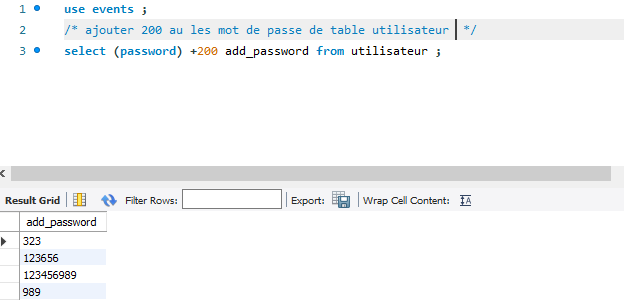 1 use events ;
2 /* ajouter 200 au les mot de passe de table utilisateur */
3 select (password) +200 add_password from utilisateur ;
Result Grid Filter Rows: Export: Wrap Cell Content: IA
add_password
323
123656
123456989
989